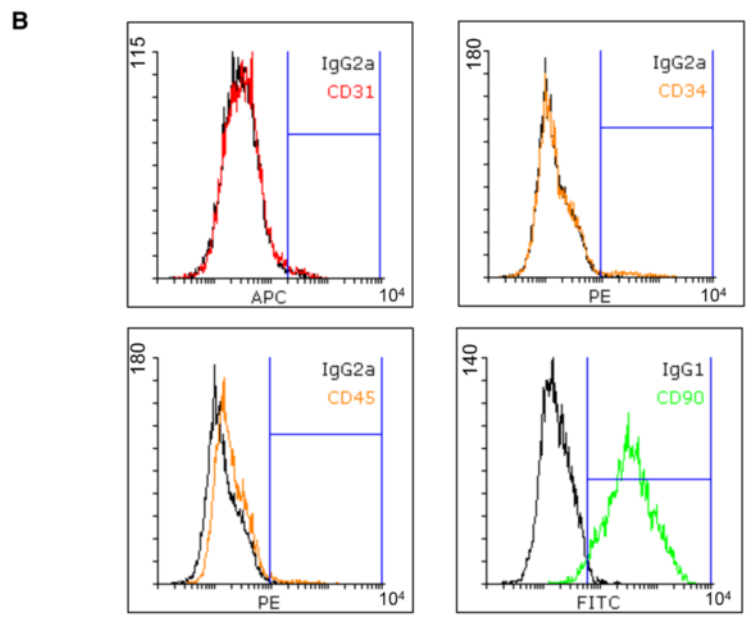 B
115
IgG2a
CD31
APC
10⁴
180
IgG2a
CD34
PE
10⁴
180
IgG2a
CD45
PE
10⁴
140
IgG1
CD90
FITC
10⁴